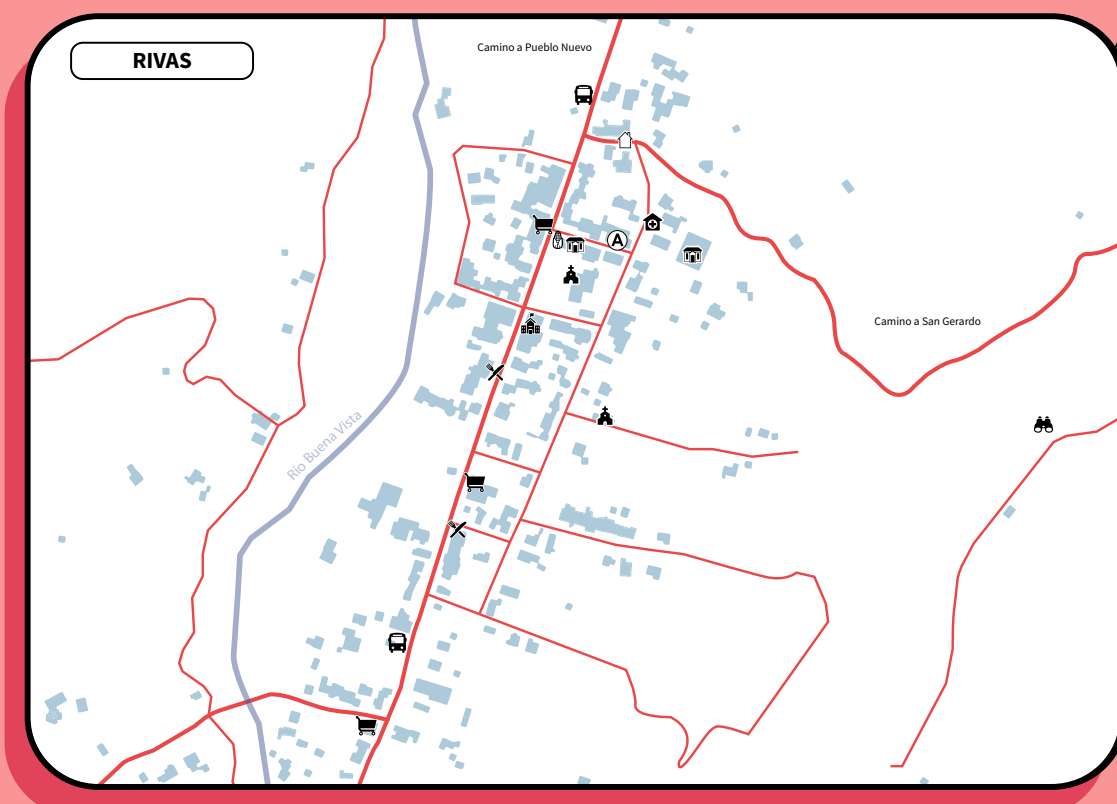 RIVAS
Camino a Pueblo Nuevo
A
Camino a San Gerardo
Río Buena Vista